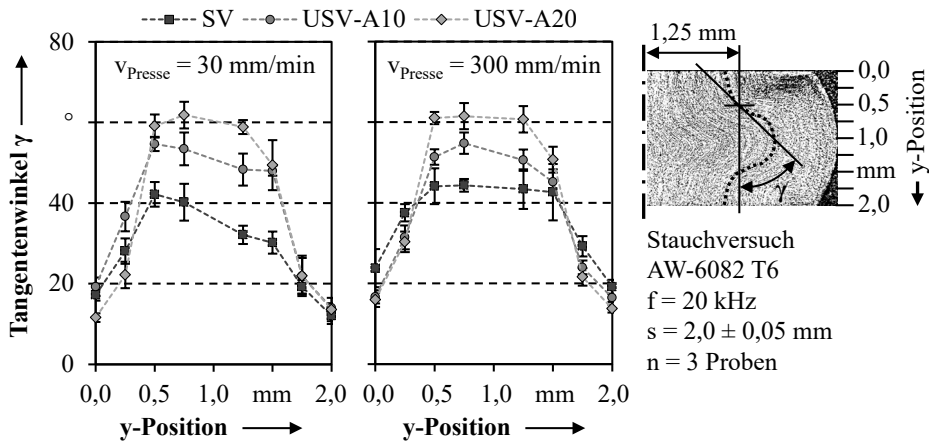 SV USV-A10 USV-A20
Tangentenwinkel γ
80
°
60
40
20
0
v_Presse = 30 mm/min
0,0 0,5 1,0 mm 2,0
y-Position
v_Presse = 300 mm/min
0,0 0,5 1,0 mm 2,0
y-Position
1,25 mm
0,0
0,5
1,0
mm
2,0
y-Position
γ
Stauchversuch
AW-6082 T6
f = 20 kHz
s = 2,0 ± 0,05 mm
n = 3 Proben